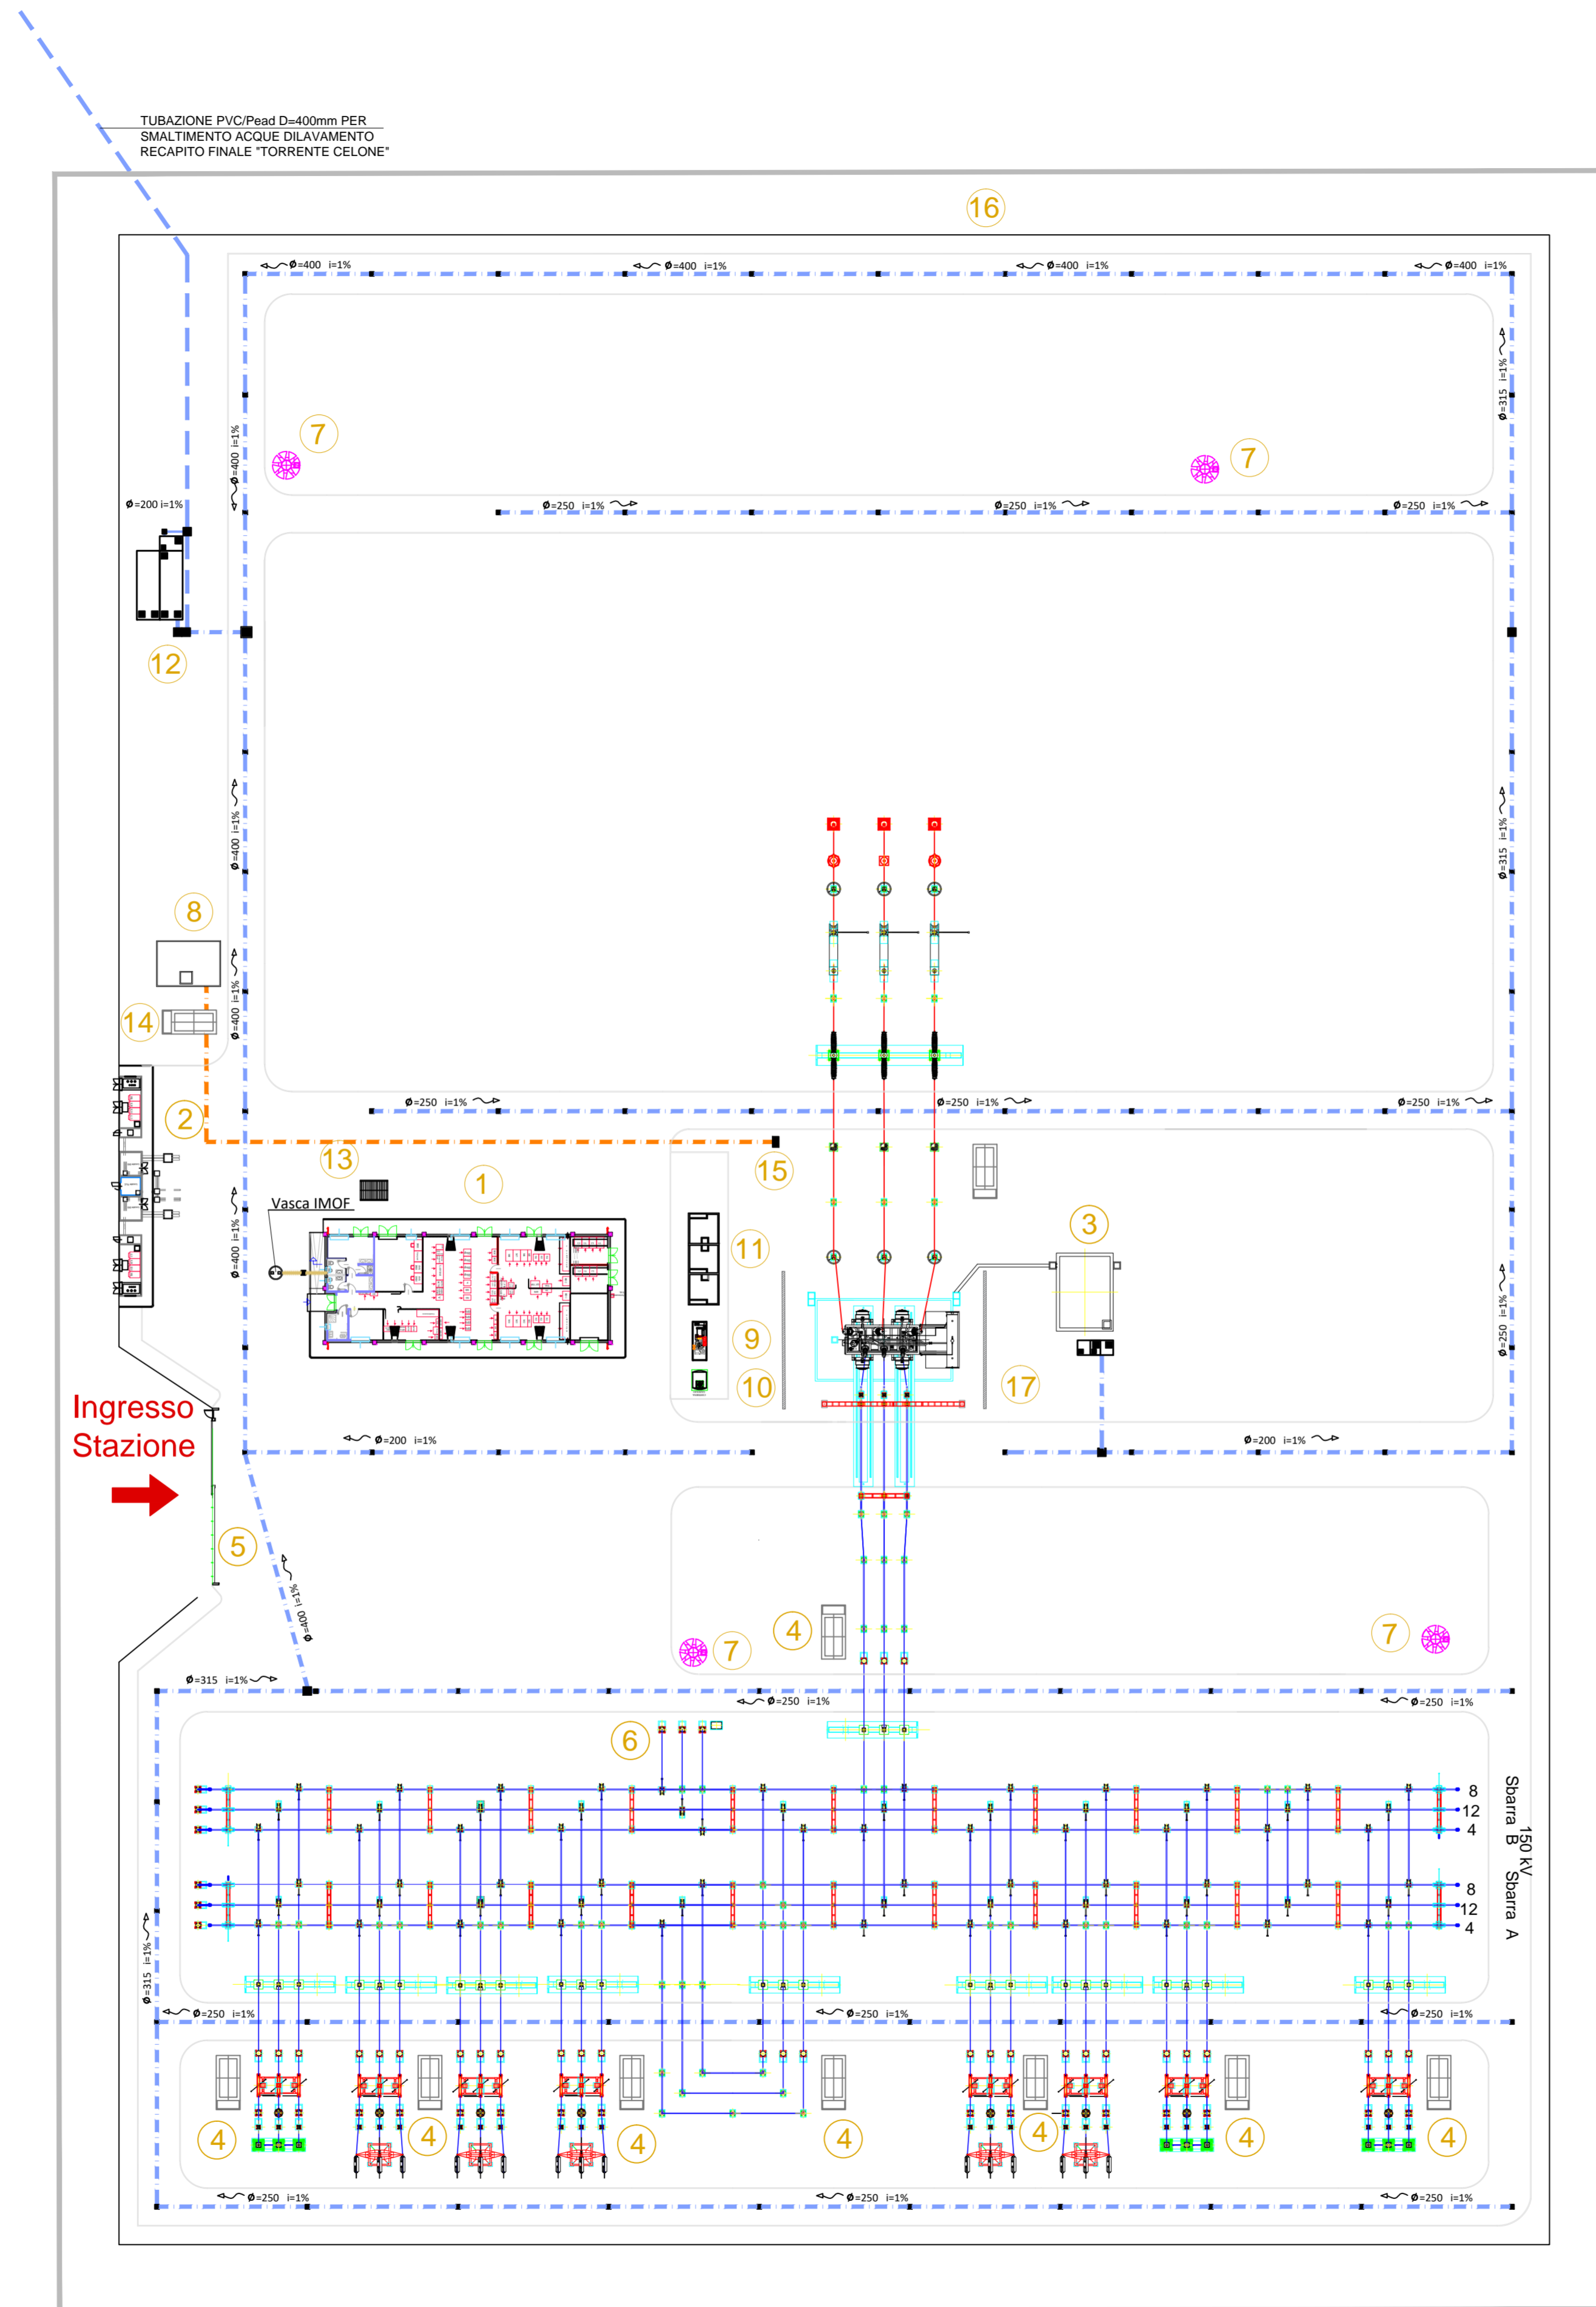 TUBAZIONE PVC/Pead D=400mm PER
SMALTIMENTO ACQUE DILAVAMENTO
RECAPITO FINALE "TORRENTE CELONE"
16
Ø=400 i=1%
Ø=400 i=1%
Ø=400 i=1%
Ø=400 i=1%
Ø=315 i=1%
7
7
Ø=400 i=1%
Ø=200 i=1%
Ø=250 i=1%
Ø=250 i=1%
Ø=250 i=1%
12
Ø=400 i=1%
Ø=315 i=1%
8
Ø=400 i=1%
14
2
Ø=250 i=1%
Ø=250 i=1%
Ø=250 i=1%
13
1
15
Vasca IMOF
Ø=400 i=1%
11
3
Ø=250 i=1%
9
10
17
Ingresso
Stazione
Ø=200 i=1%
Ø=200 i=1%
5
Ø=400 i=1%
4
7
7
Ø=315 i=1%
Ø=250 i=1%
Ø=250 i=1%
6
8
12
4
150 kV
Sbarra B Sbarra A
8
12
4
Ø=315 i=1%
Ø=250 i=1%
Ø=250 i=1%
Ø=250 i=1%
4
4
4
4
4
4
4
Ø=250 i=1%
Ø=250 i=1%
Ø=250 i=1%